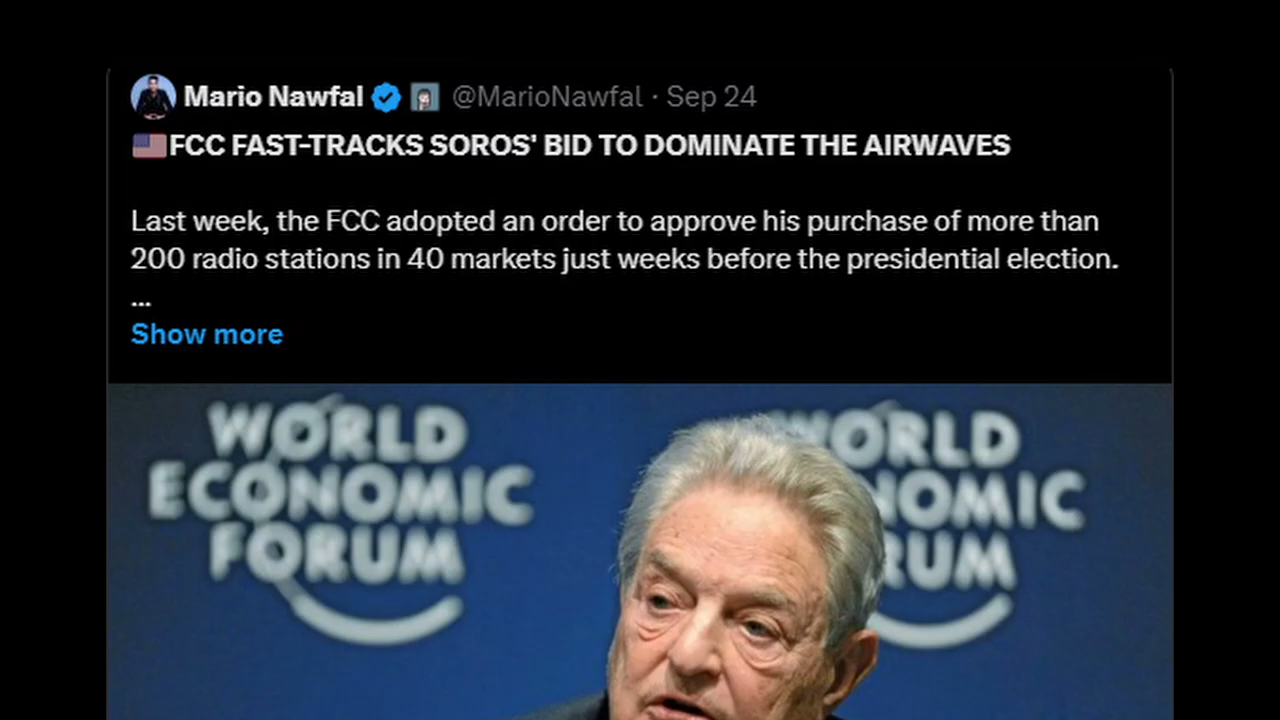 Mario Nawfal @MarioNawfal · Sep 24
🇺🇸FCC FAST-TRACKS SOROS' BID TO DOMINATE THE AIRWAVES
Last week, the FCC adopted an order to approve his purchase of more than
200 radio stations in 40 markets just weeks before the presidential election.
...
Show more
WORLD
ECONOMIC
FORUM
WORLD
NOMIC
RUM